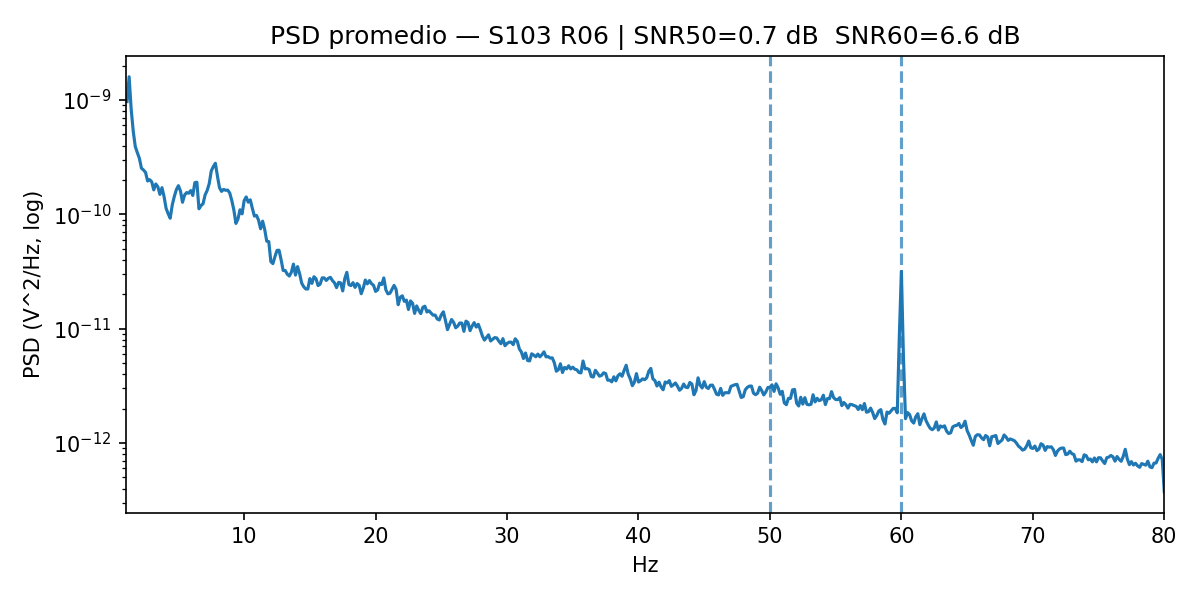 PSD promedio — S103 R06 | SNR50=0.7 dB  SNR60=6.6 dB
PSD (V^2/Hz, log)
10⁻⁹
10⁻¹⁰
10⁻¹¹
10⁻¹²
10 20 30 40 50 60 70 80
Hz